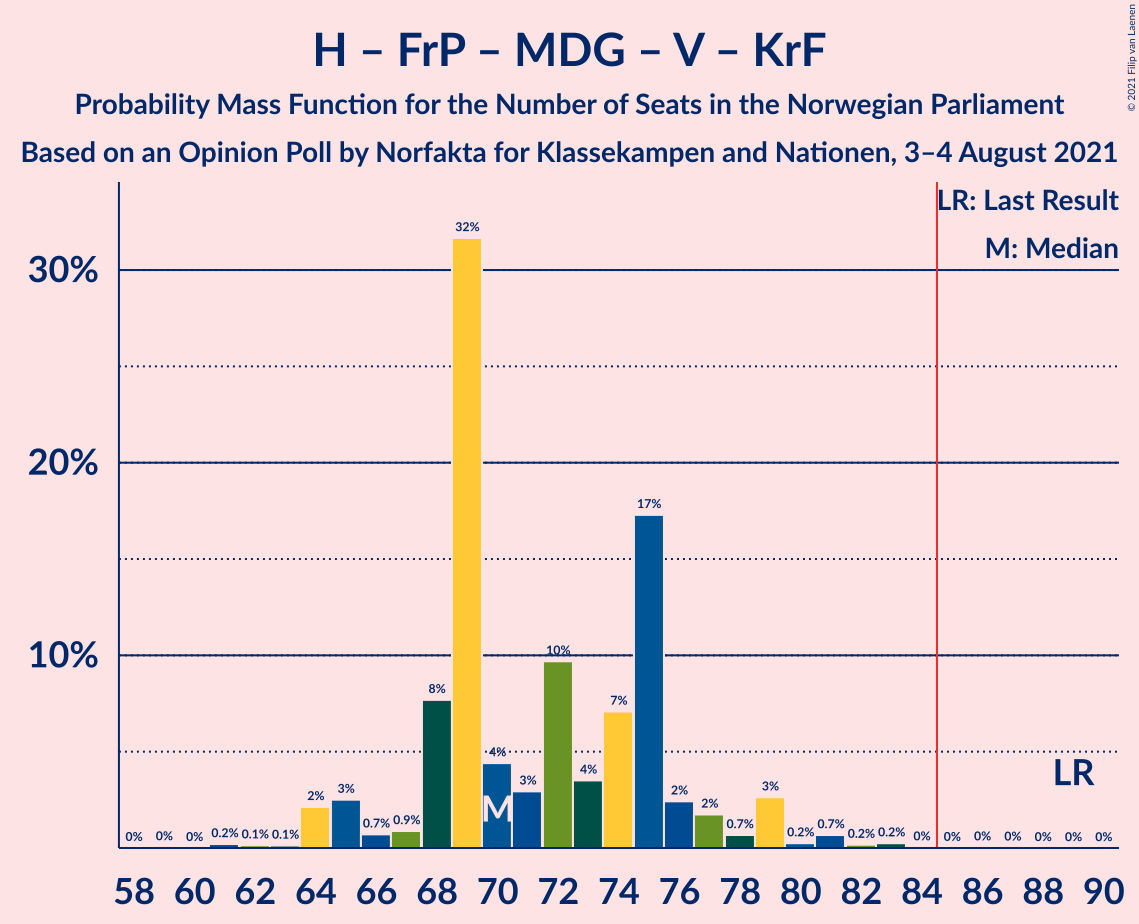 H – FrP – MDG – V – KrF
Probability Mass Function for the Number of Seats in the Norwegian Parliament
Based on an Opinion Poll by Norfakta for Klassekampen and Nationen, 3–4 August 2021
© 2021 Filip van Laenen
LR: Last Result
M: Median
30%
20%
10%
0% 0% 0% 0.2% 0.1% 0.1% 2% 3% 0.7% 0.9% 8% 32% 4% 3% 10% 4% 7% 17% 2% 2% 0.7% 3% 0.2% 0.7% 0.2% 0.2% 0% 0% 0% 0% 0% 0% 0%
M
LR
58 60 62 64 66 68 70 72 74 76 78 80 82 84 86 88 90